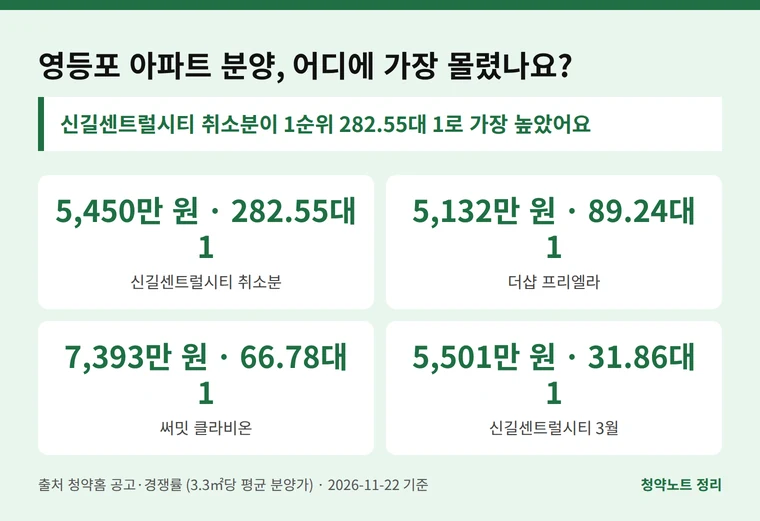 영등포 아파트 분양, 어디에 가장 몰렸나요?
신길센트럴시티 취소분이 1순위 282.55대 1로 가장 높았어요
5,450만 원 · 282.55대
1
신길센트럴시티 취소분
5,132만 원 · 89.24대
1
더샵 프리엘라
7,393만 원 · 66.78대
1
써밋 클라비온
5,501만 원 · 31.86대
1
신길센트럴시티 3월
출처 청약홈 공고·경쟁률 (3.3㎡당 평균 분양가) · 2026-11-22 기준
청약노트 정리